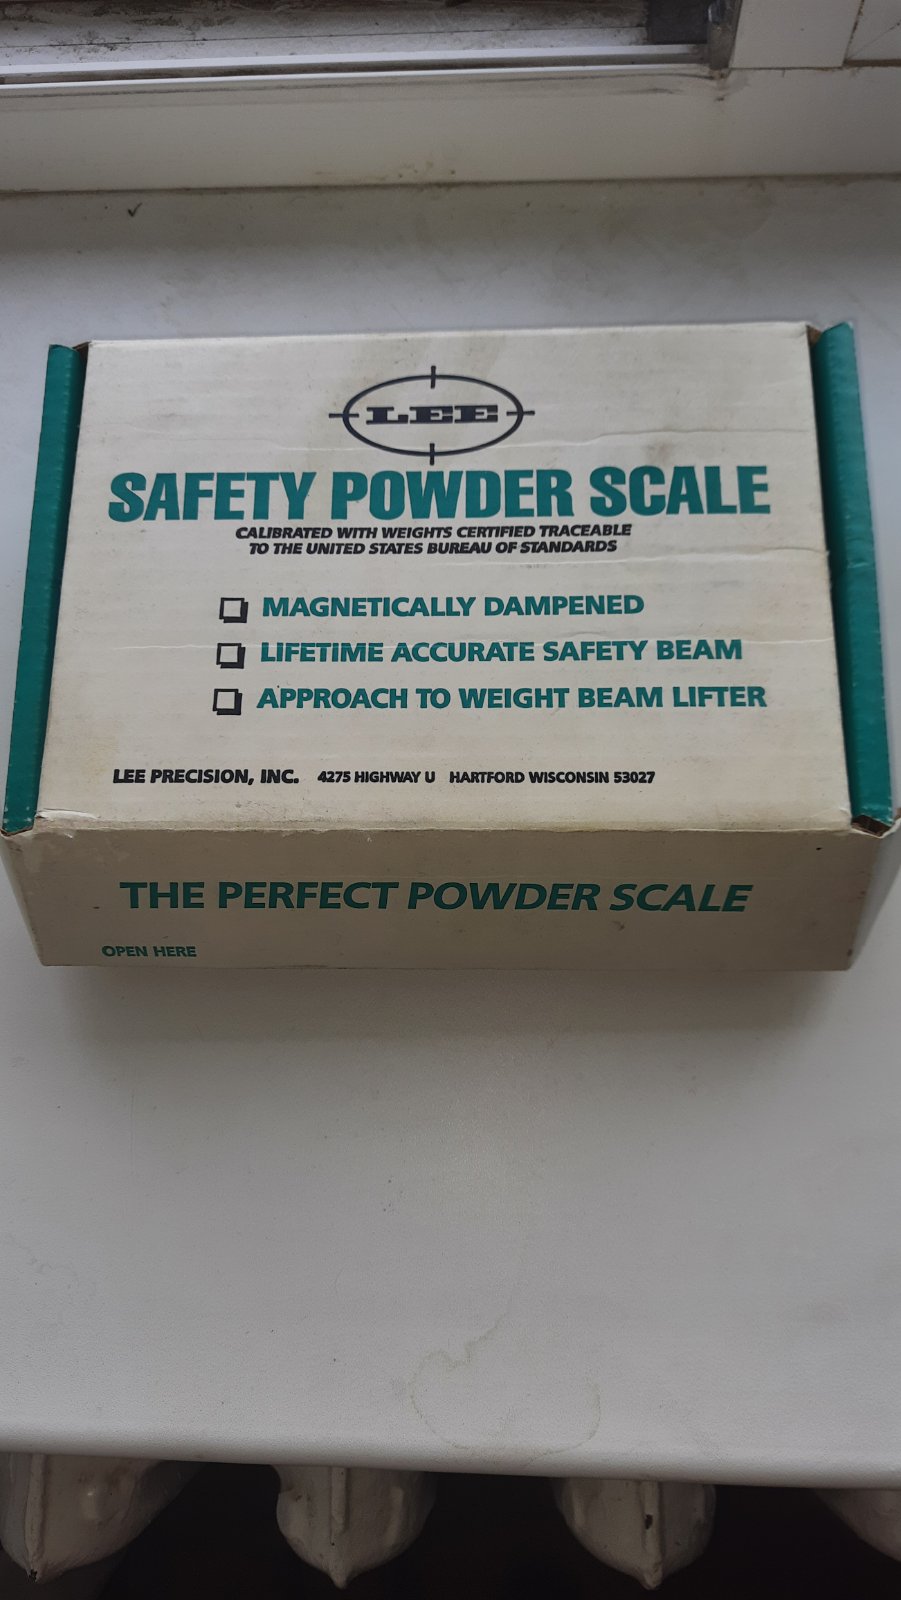 LEE
SAFETY POWDER SCALE
CALIBRATED WITH WEIGHTS CERTIFIED TRACEABLE
TO THE UNITED STATES BUREAU OF STANDARDS
MAGNETICALLY DAMPENED
LIFETIME ACCURATE SAFETY BEAM
APPROACH TO WEIGHT BEAM LIFTER
LEE PRECISION, INC. 4275 HIGHWAY U HARTFORD WISCONSIN 53027
THE PERFECT POWDER SCALE
OPEN HERE